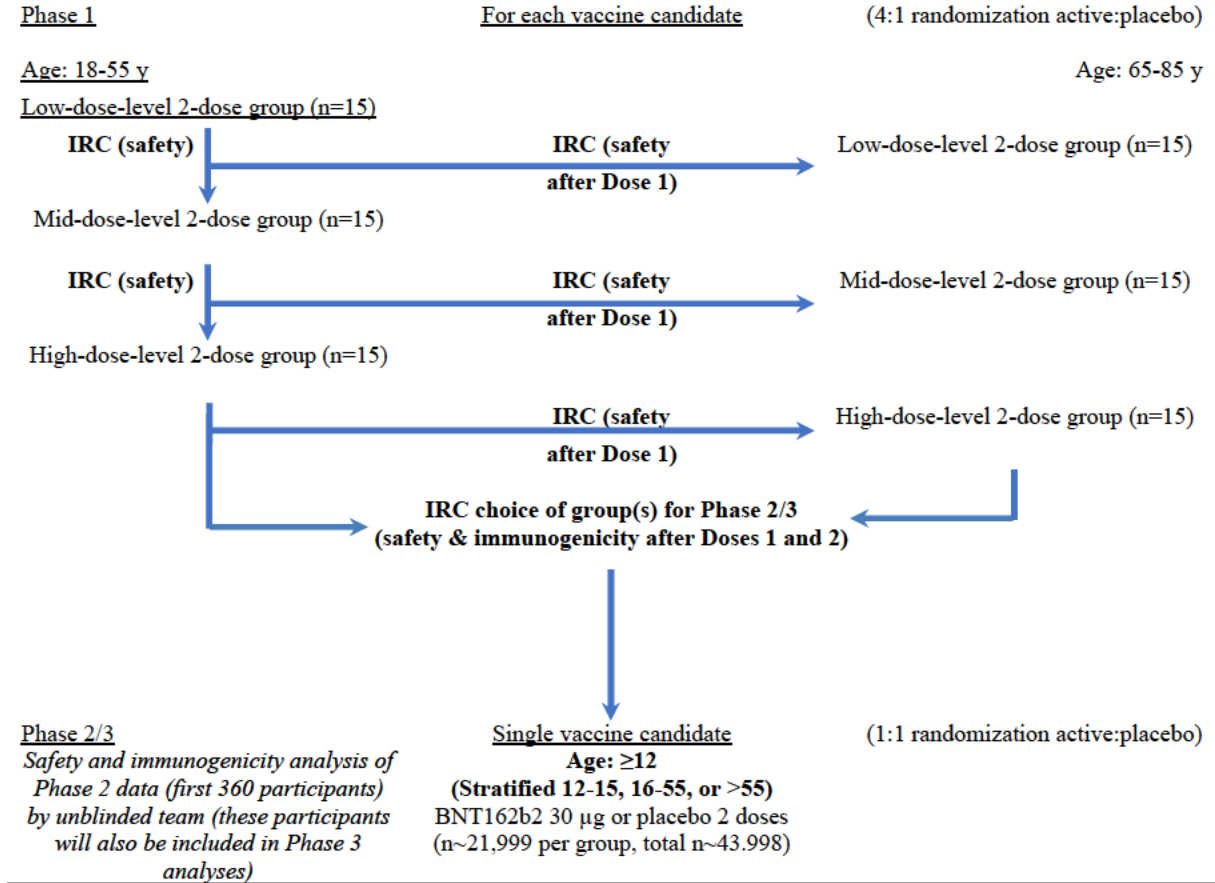 Phase 1 For each vaccine candidate (4:1 randomization active:placebo)
Age: 18-55 y Age: 65-85 y
Low-dose-level 2-dose group (n=15)
IRC (safety) IRC (safety Low-dose-level 2-dose group (n=15)
after Dose 1)
Mid-dose-level 2-dose group (n=15)
IRC (safety) IRC (safety Mid-dose-level 2-dose group (n=15)
after Dose 1)
High-dose-level 2-dose group (n=15)
IRC (safety High-dose-level 2-dose group (n=15)
after Dose 1)
IRC choice of group(s) for Phase 2/3
(safety & immunogenicity after Doses 1 and 2)
Phase 2/3 Single vaccine candidate (1:1 randomization active:placebo)
Safety and immunogenicity analysis of Age: ≥12
Phase 2 data (first 360 participants) (Stratified 12-15, 16-55, or >55)
by unblinded team (these participants BNT162b2 30 µg or placebo 2 doses
will also be included in Phase 3 (n~21,999 per group, total n~43.998)
analyses)